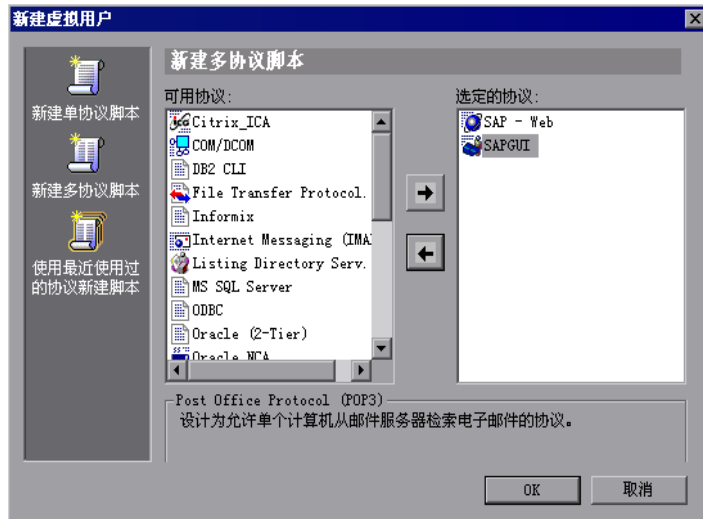 新建虚拟用户
新建单协议脚本
新建多协议脚本
使用最近使用过
的协议新建脚本
新建多协议脚本
可用协议:
Citrix_ICA
COM/DCOM
DB2 CLI
File Transfer Protocol.
Informix
Internet Messaging (IMA
Listing Directory Serv.
MS SQL Server
ODBC
Oracle (2-Tier)
Oracle NCA
选定的协议:
SAP - Web
SAPGUI
Post Office Protocol (POP3)
设计为允许单个计算机从邮件服务器检索电子邮件的协议。
OK
取消